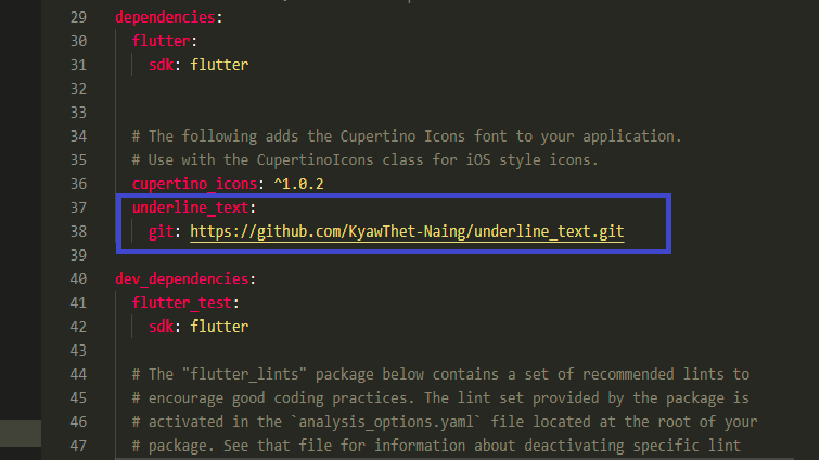 29 dependencies:
30 flutter:
31 sdk: flutter
32
33
34 # The following adds the Cupertino Icons font to your application.
35 # Use with the CupertinoIcons class for iOS style icons.
36 cupertino_icons: ^1.0.2
37 underline_text:
38 git: https://github.com/KyawThet-Naing/underline_text.git
39
40 dev_dependencies:
41 flutter_test:
42 sdk: flutter
43
44 # The "flutter_lints" package below contains a set of recommended lints to
45 # encourage good coding practices. The lint set provided by the package is
46 # activated in the `analysis_options.yaml` file located at the root of your
47 # package. See that file for information about deactivating specific lint